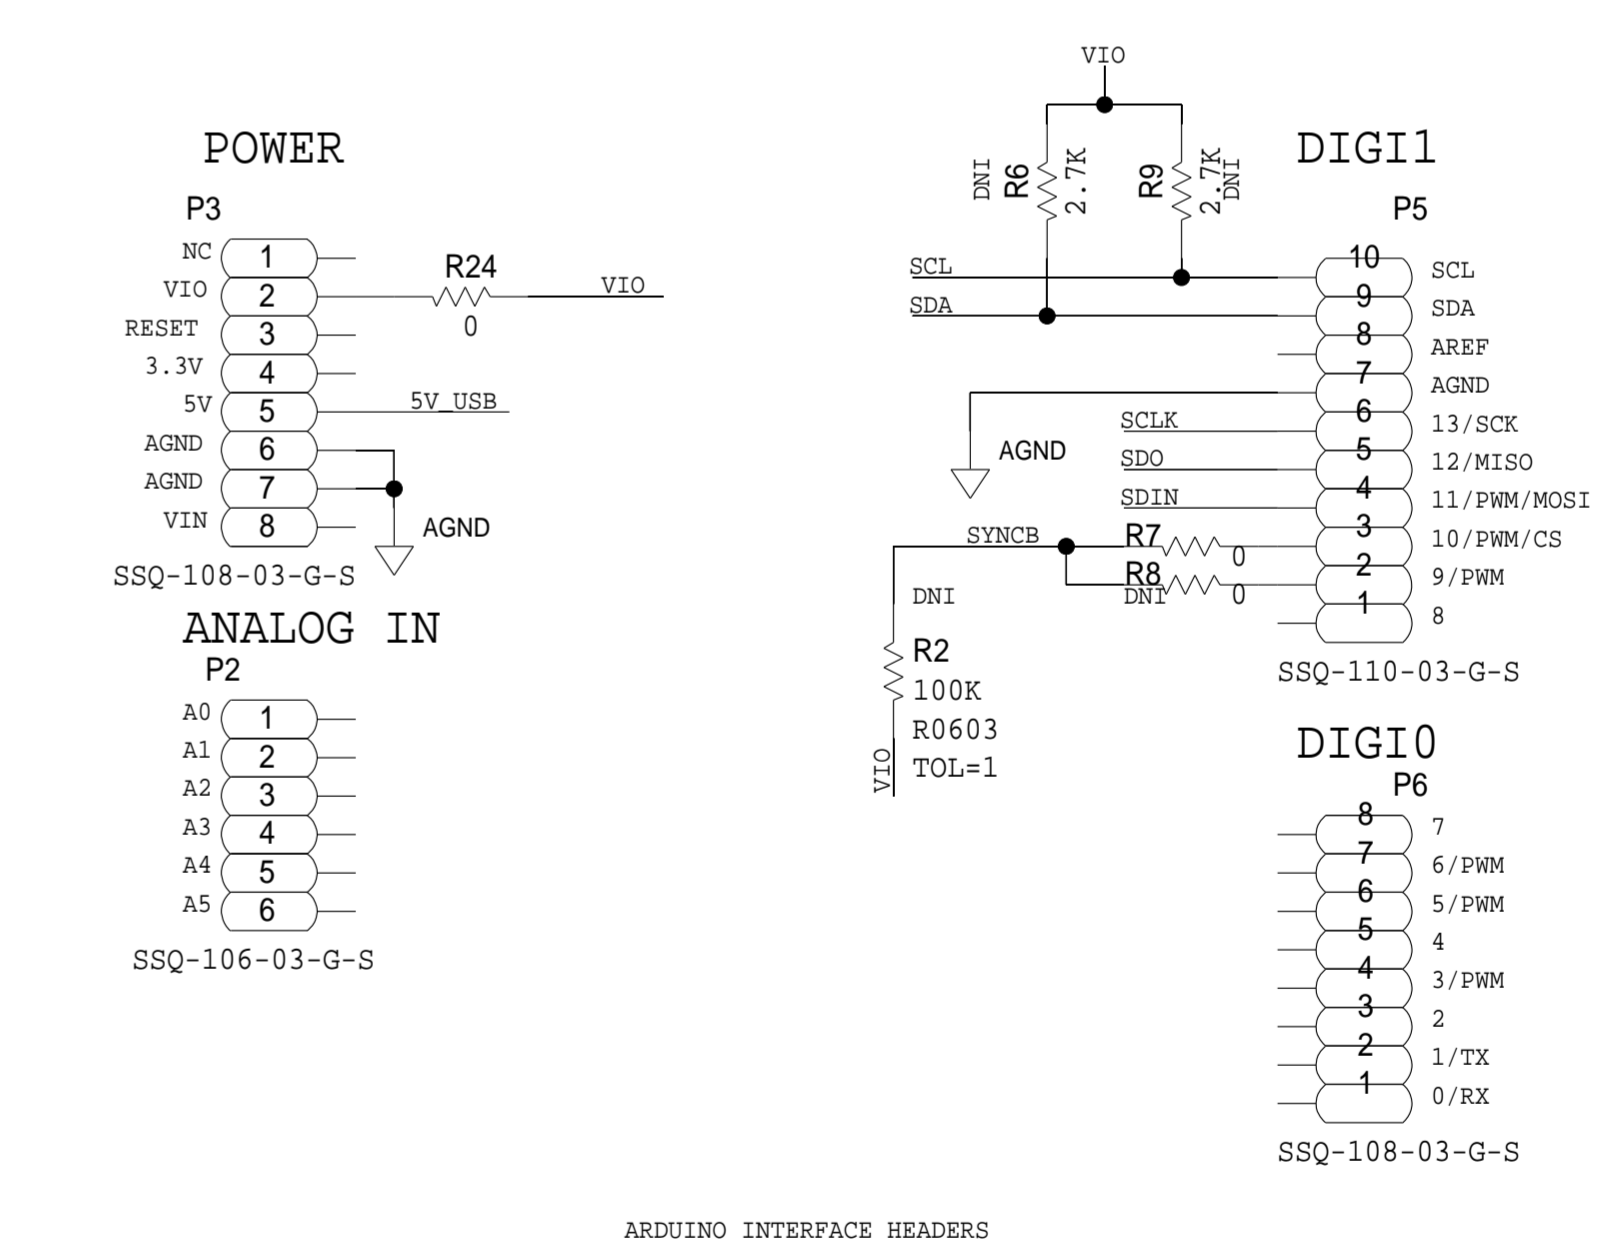 POWER
P3
NC 1
VIO 2
RESET 3
3.3V 4
5V 5
AGND 6
AGND 7
VIN 8
R24
0
VIO
5V_USB
AGND
SSQ-108-03-G-S
ANALOG IN
P2
A0 1
A1 2
A2 3
A3 4
A4 5
A5 6
SSQ-106-03-G-S
VIO
DNI
R6
2.7K
R9
2.7K
DNI
DIGI1
P5
SCL 10 SCL
SDA 9 SDA
8 AREF
7 AGND
AGND
SCLK 6 13/SCK
SDO 5 12/MISO
SDIN 4 11/PWM/MOSI
SYNCB R7 0 3 10/PWM/CS
R8 DNI 0 2 9/PWM
1 8
SSQ-110-03-G-S
DNI
R2
100K
R0603
TOL=1
VIO
DIGI0
P6
8 7
7 6/PWM
6 5/PWM
5 4
4 3/PWM
3 2
2 1/TX
1 0/RX
SSQ-108-03-G-S
ARDUINO INTERFACE HEADERS